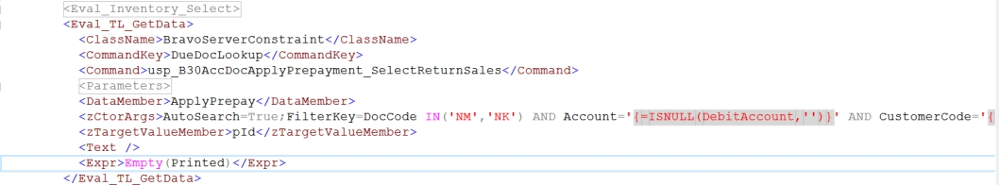 <Eval_Inventory_Select>
<Eval_TL_GetData>
<ClassName>BravoServerConstraint</ClassName>
<CommandKey>DueDocLookup</CommandKey>
<Command>usp_B30AccDocApplyPrepayment_SelectReturnSales</Command>
<Parameters>
<DataMember>ApplyPrepay</DataMember>
<zCtorArgs>AutoSearch=True;FilterKey=DocCode IN('NM','NK') AND Account='{=ISNULL(DebitAccount,'')}' AND CustomerCode='{
<zTargetValueMember>pId</zTargetValueMember>
<Text />
<Expr>Empty(Printed)</Expr>
</Eval_TL_GetData>